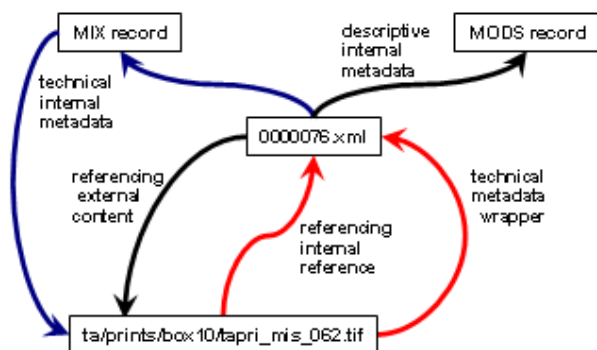 MIX record
descriptive
internal
metadata
MODS record
technical
internal
metadata
0000076.xml
referencing
external
content
referencing
internal
reference
technical
metadata
wrapper
ta/prints/box10/tapri_mis_062.tif